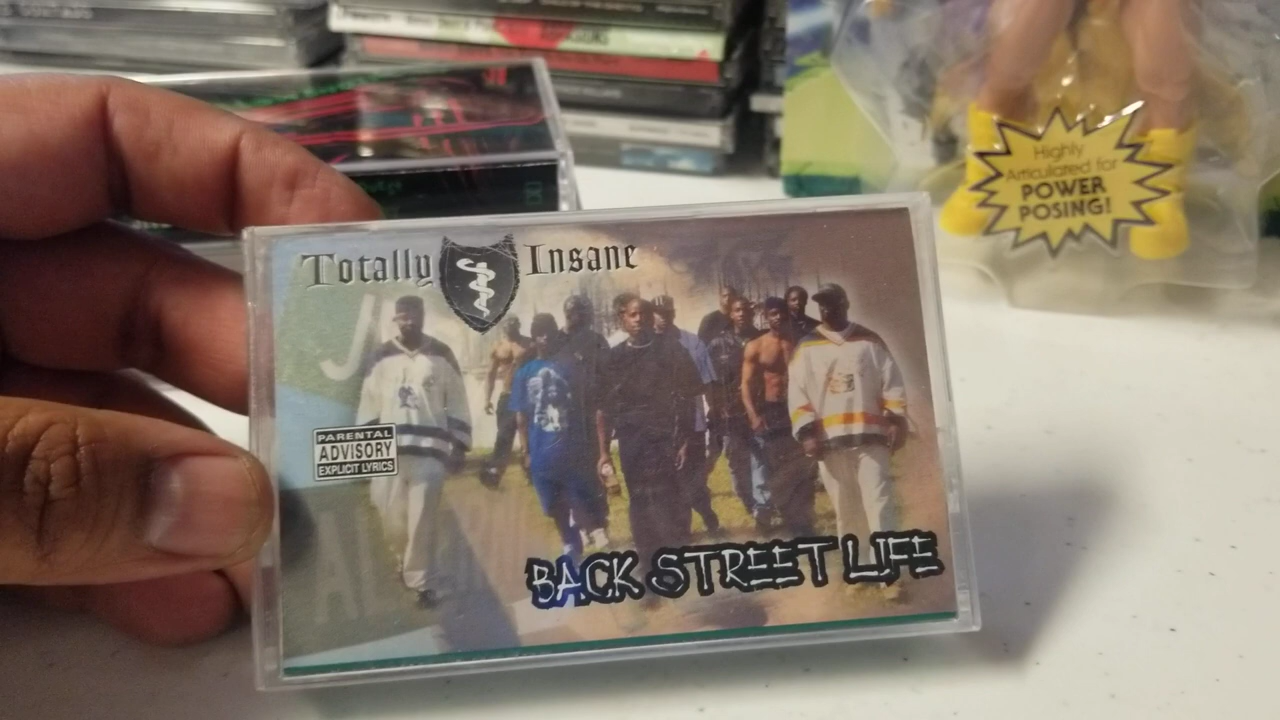 Highly
Articulated for
POWER
POSING!
Totally Insane
PARENTAL
ADVISORY
EXPLICIT LYRICS
BACK STREET LIFE